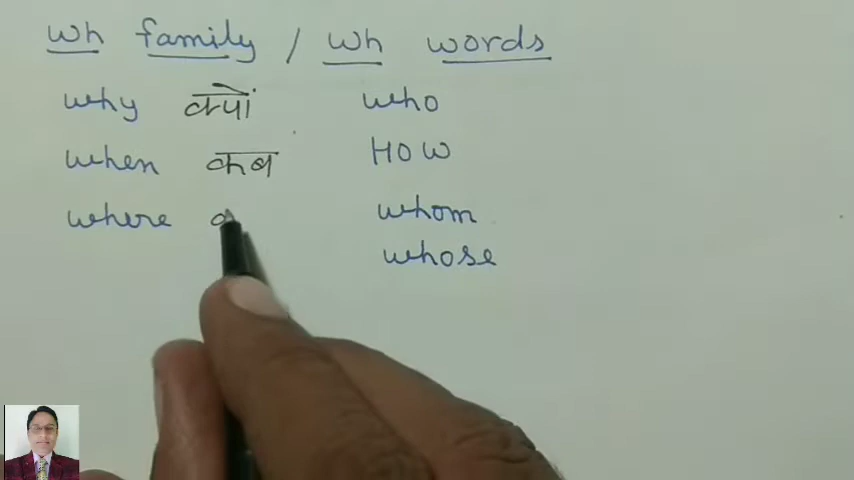 Wh family / Wh words
why क्यों who
when कब HOW
where whom
whose